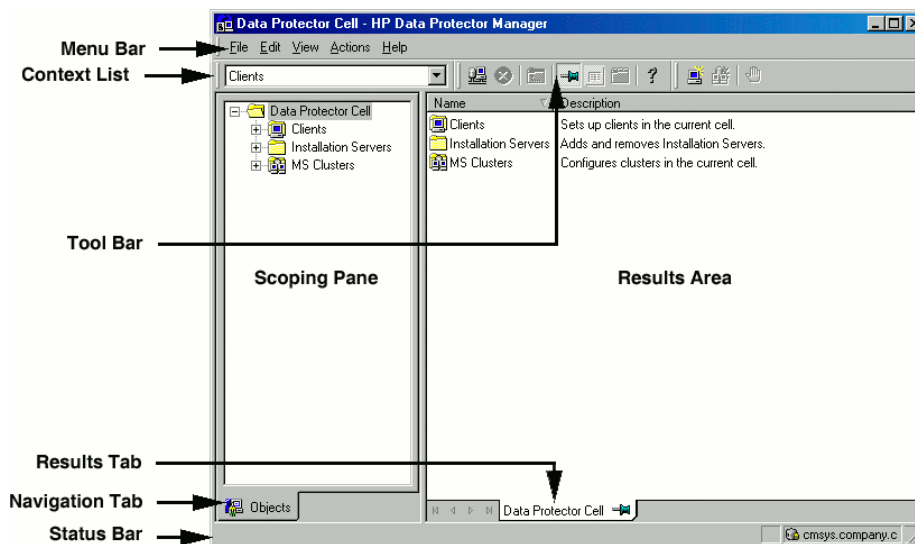 Data Protector Cell - HP Data Protector Manager
Menu Bar
File Edit View Actions Help
Context List
Clients
Name Description
Data Protector Cell
Clients
Installation Servers
MS Clusters
Clients Sets up clients in the current cell.
Installation Servers Adds and removes Installation Servers.
MS Clusters Configures clusters in the current cell.
Tool Bar
Scoping Pane
Results Area
Results Tab
Navigation Tab
Objects
Data Protector Cell
Status Bar
cmsys.company.c